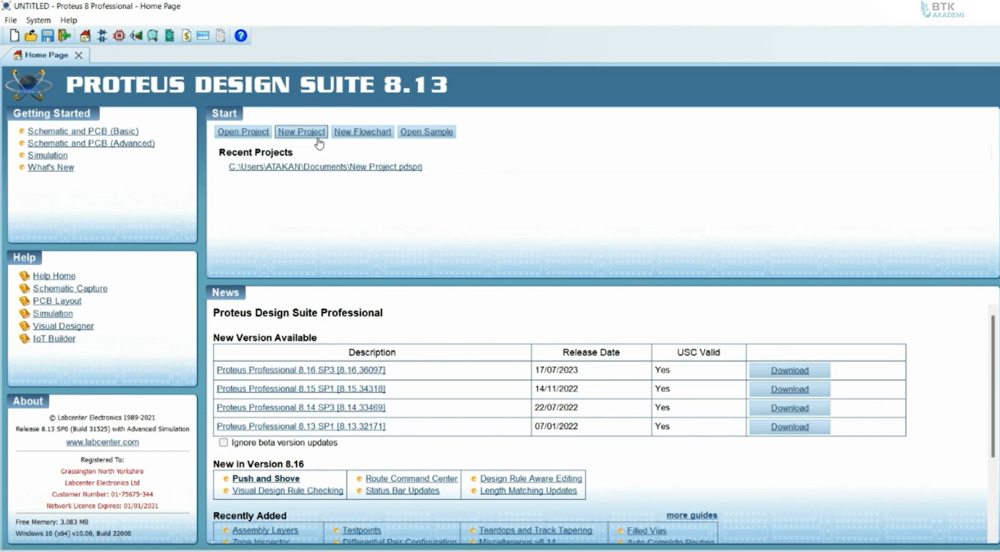 UNTITLED - Proteus 8 Professional - Home Page
BTK
AKADEMİ
File System Help
Home Page
PROTEUS DESIGN SUITE 8.13
Getting Started
Schematic and PCB (Basic)
Schematic and PCB (Advanced)
Simulation
What's New
Start
Open Project New Project New Flowchart Open Sample
Recent Projects
C:\Users\ATAKAN\Documents\New Project.pdsprj
Help
Help Home
Schematic Capture
PCB Layout
Simulation
Visual Designer
IoT Builder
News
Proteus Design Suite Professional
New Version Available
Description Release Date USC Valid
Proteus Professional 8.16 SP3 [8.16.36097] 17/07/2023 Yes Download
Proteus Professional 8.15 SP1 [8.15.34318] 14/11/2022 Yes Download
Proteus Professional 8.14 SP3 [8.14.33469] 22/07/2022 Yes Download
Proteus Professional 8.13 SP1 [8.13.32171] 07/01/2022 Yes Download
Ignore beta version updates
New in Version 8.16
Push and Shove Route Command Center Design Rule Aware Editing
Visual Design Rule Checking Status Bar Updates Length Matching Updates
Recently Added more guides
Assembly Layers Testpoints Teardops and Track Tapering Filled Vias
Zone Inspector Differential Pair Configuration Miscellaneous v8.14 Auto Complete Routing
About
© Labcenter Electronics 1989-2021
Release 8.13 SP0 (Build 31525) with Advanced Simulation
www.labcenter.com
Registered To:
Grassington North Yorkshire
Labcenter Electronics Ltd
Customer Number: 01-75675-344
Network Licence Expires: 01/01/2031
Free Memory: 3.083 MB
Windows 10 (x64) v10.00, Build 22000